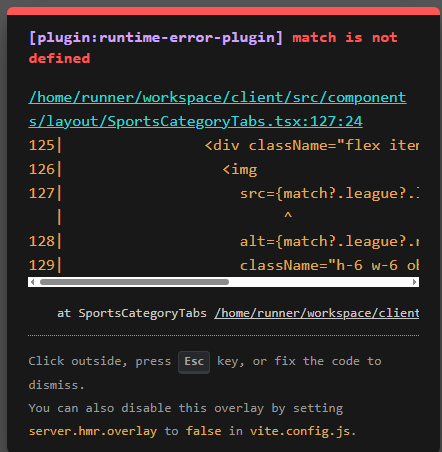 [plugin:runtime-error-plugin] match is not
defined
/home/runner/workspace/client/src/component
s/layout/SportsCategoryTabs.tsx:127:24
125| <div className="flex item
126| <img
127| src={match?.league?.l
| ^
128| alt={match?.league?.n
129| className="h-6 w-6 ob
at SportsCategoryTabs /home/runner/workspace/client
Click outside, press Esc key, or fix the code to
dismiss.
You can also disable this overlay by setting
server.hmr.overlay to false in vite.config.js.